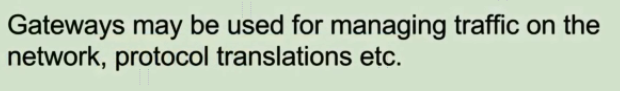 Gateways may be used for managing traffic on the
network, protocol translations etc.